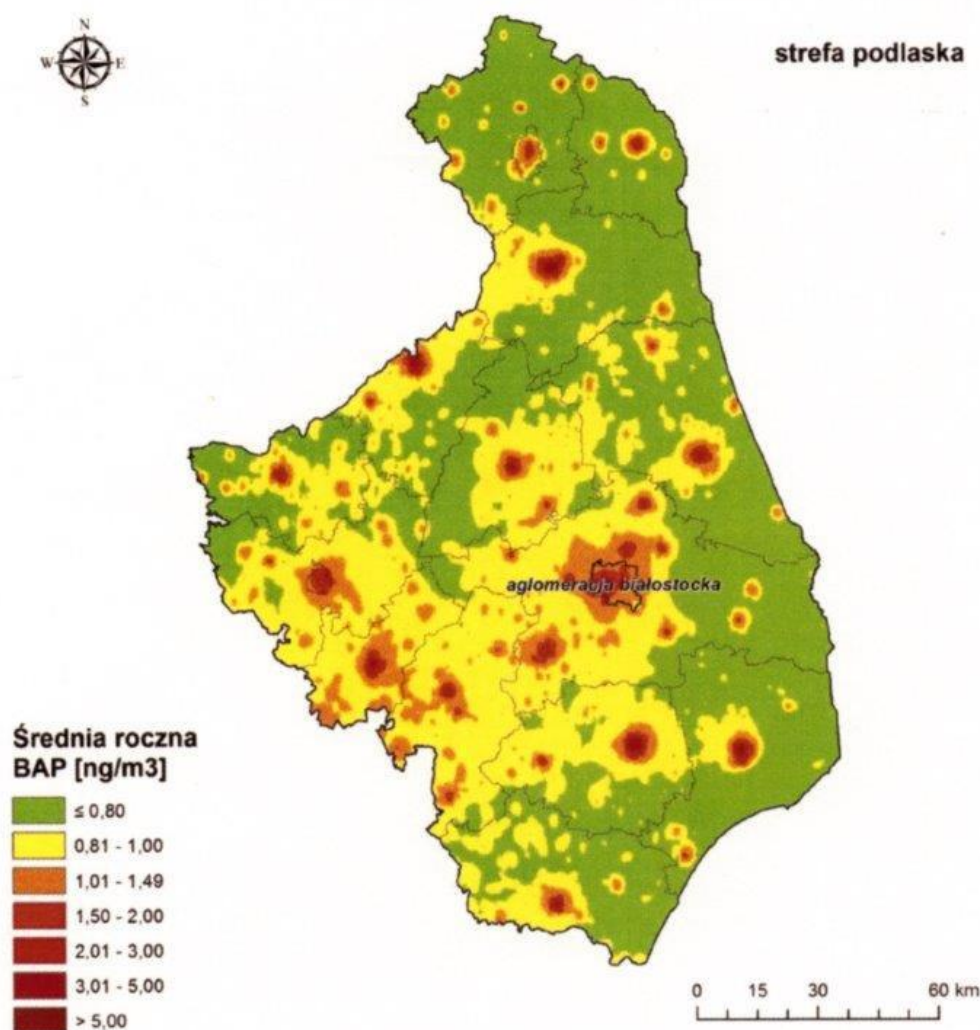 N
W E
S
strefa podlaska
aglomeracja białostocka
Średnia roczna
BAP [ng/m3]
≤ 0,80
0,81 - 1,00
1,01 - 1,49
1,50 - 2,00
2,01 - 3,00
3,01 - 5,00
> 5,00
0 15 30 60 km